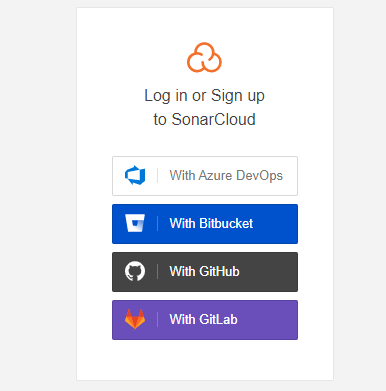 Log in or Sign up
to SonarCloud
With Azure DevOps
With Bitbucket
With GitHub
With GitLab